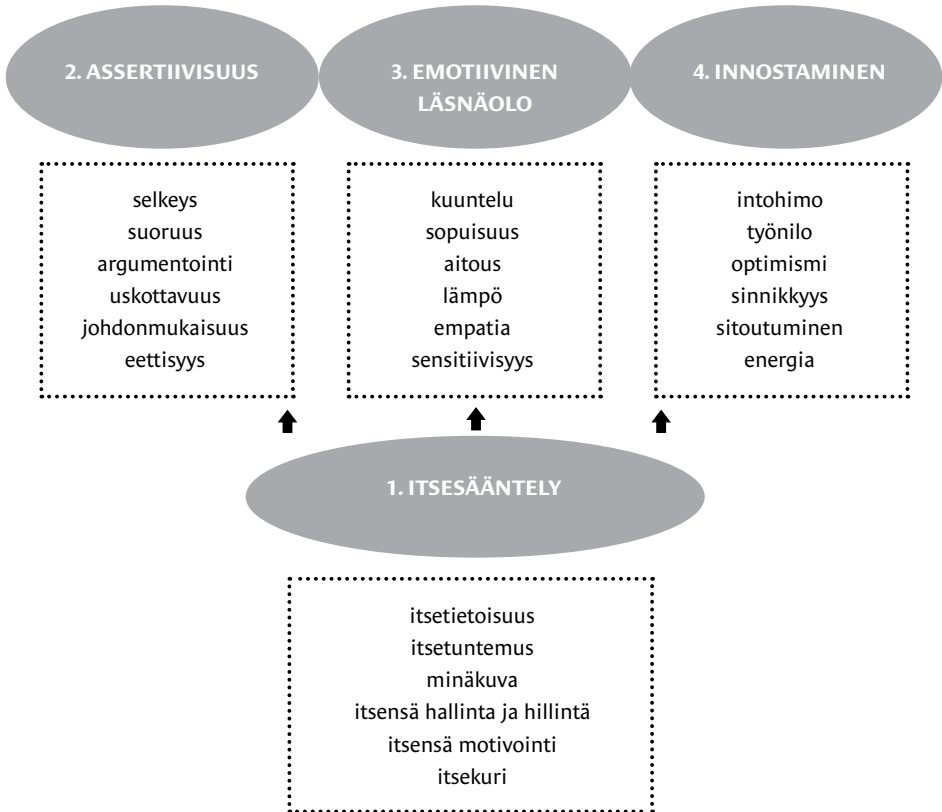 2. ASSERTIIVISUUS
3. EMOTIIVINEN
LÄSNÄOLO
4. INNOSTAMINEN
selkeys
suoruus
argumentointi
uskottavuus
johdonmukaisuus
eettisyys
kuuntelu
sopuisuus
aitous
lämpö
empatia
sensitiivisyys
intohimo
työnilo
optimismi
sinnikkyys
sitoutuminen
energia
1. ITSESÄÄNTELY
itsetietoisuus
itsetuntemus
minäkuva
itsensä hallinta ja hillintä
itsensä motivointi
itsekuri